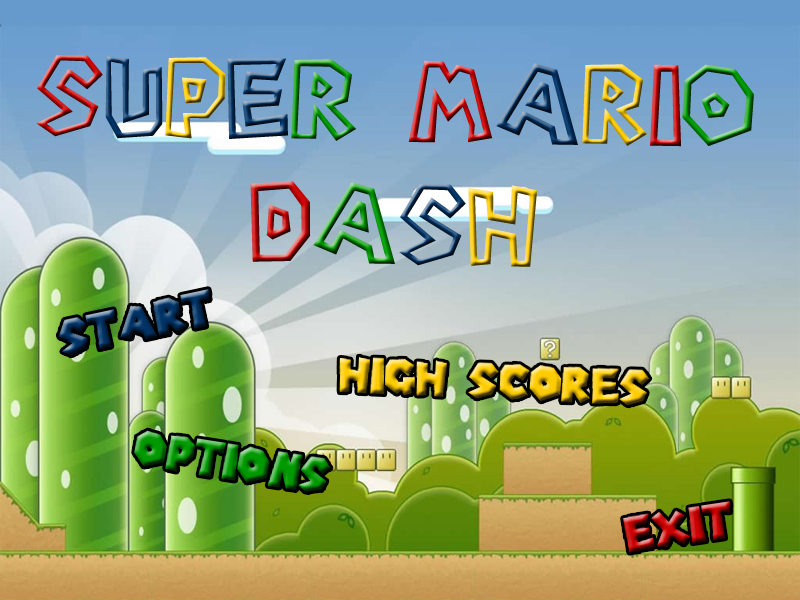 SUPER MARIO
DASH
START
HIGH SCORES
OPTIONS
EXIT
?